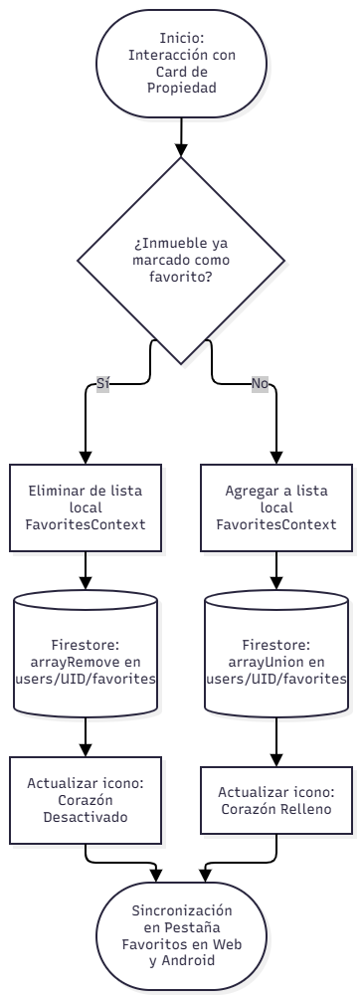 Inicio:
Interacción con
Card de
Propiedad
¿Inmueble ya
marcado como
favorito?
Sí
No
Eliminar de lista
local
FavoritesContext
Agregar a lista
local
FavoritesContext
Firestore:
arrayRemove en
users/UID/favorites
Firestore:
arrayUnion en
users/UID/favorites
Actualizar icono:
Corazón
Desactivado
Actualizar icono:
Corazón Relleno
Sincronización
en Pestaña
Favoritos en Web
y Android